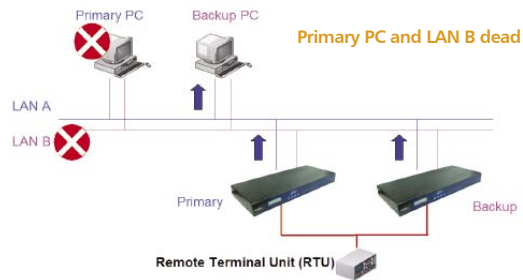 Primary PC
Backup PC
Primary PC and LAN B dead
LAN A
LAN B
Primary
Backup
Remote Terminal Unit (RTU)